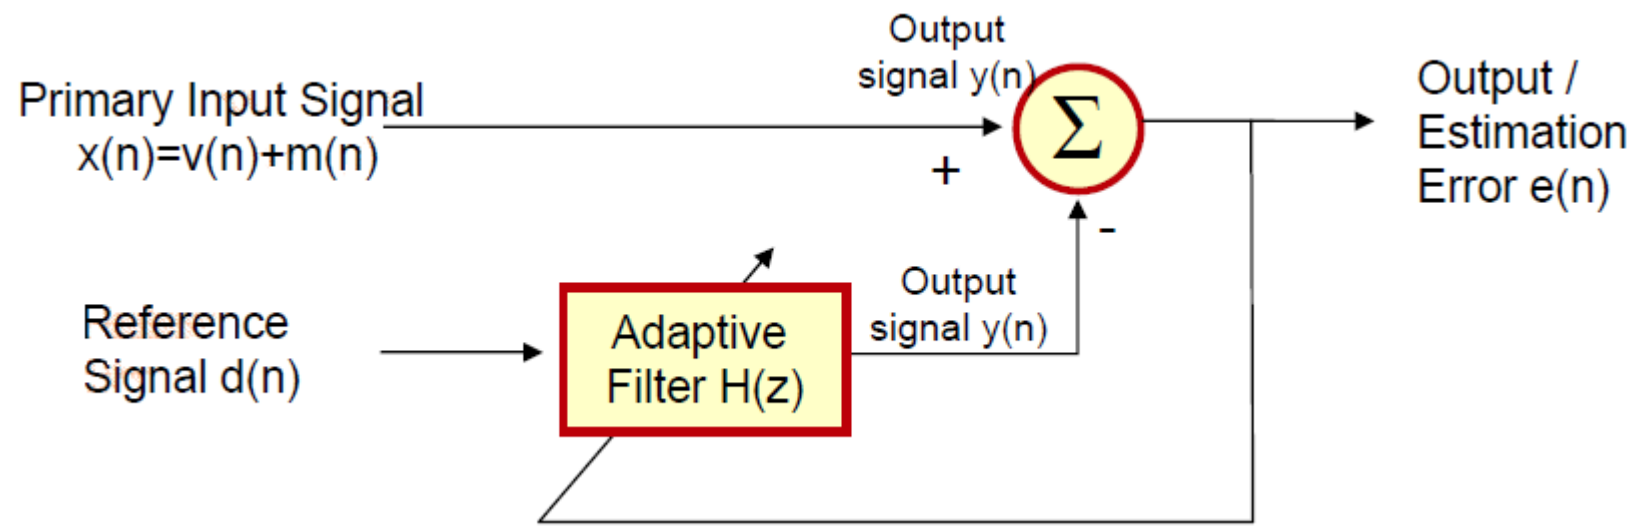 Output
signal y(n)
Primary Input Signal
x(n)=v(n)+m(n)
+
Σ
Output /
Estimation
Error e(n)
-
Reference
Signal d(n)
Adaptive
Filter H(z)
Output
signal y(n)